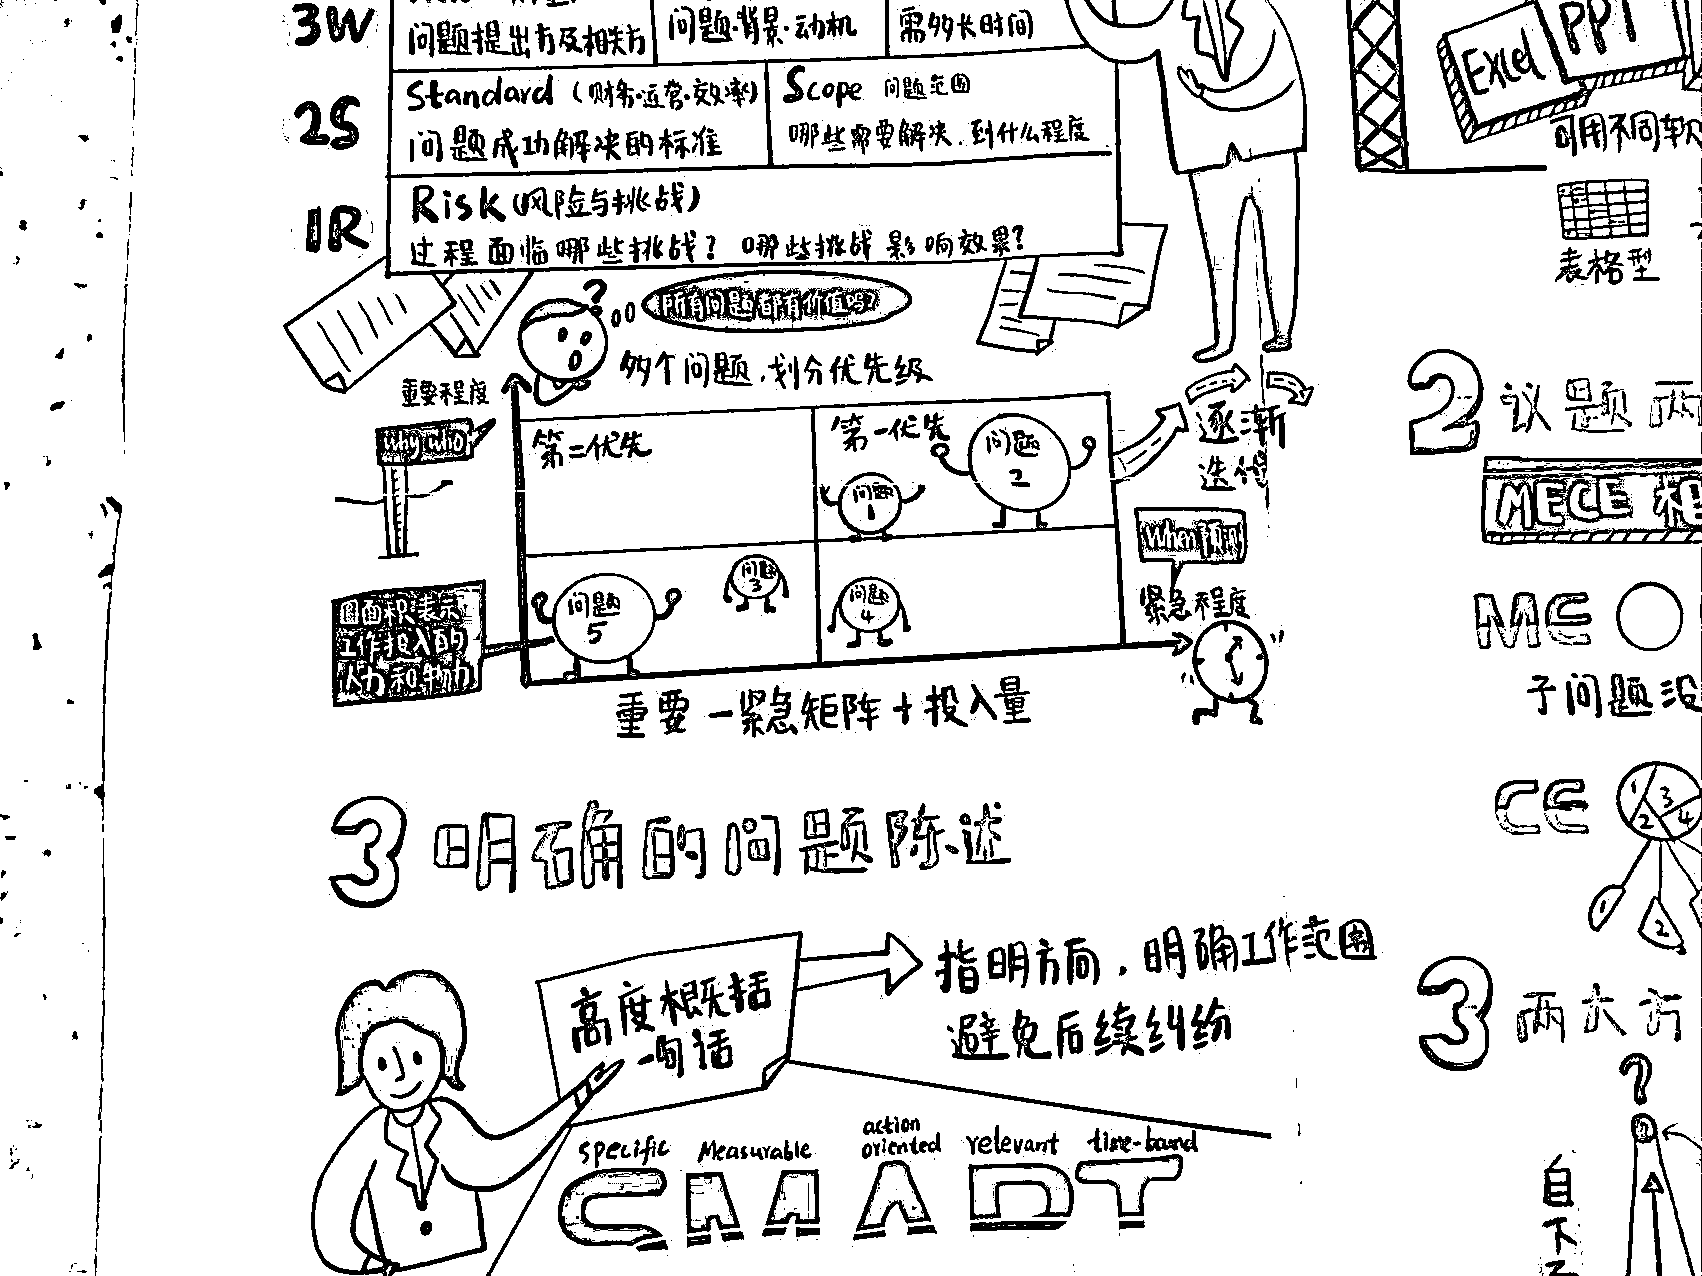 3W
问题提出方及相关方
问题·背景·动机
需多长时间
2S
Standard (财务·运营·效率)
问题成功解决的标准
Scope 问题范围
哪些需要解决.到什么程度
1R
Risk(风险与挑战)
过程面临哪些挑战? 哪些挑战影响效果?
?
所有问题都有价值吗?
多个问题.划分优先级
重要程度
Why who
第二优先
第一优先
问题
1
问题
2
问题
3
问题
4
问题
5
逐渐
迭代
When 预测
紧急程度
圆面积表示
工作投入的
人力和物力
重要一紧急矩阵+投入量
3 明确的问题陈述
高度概括
一句话
指明方向.明确工作范围
避免后续纠纷
specific Measurable action oriented relevant time-bound
SMART
Excel
PPT
可用不同软
表格型
2 议题两
MECE 相
ME
子问题没
CE
1
2
3
4
1
2
3 两大方
?
自
下